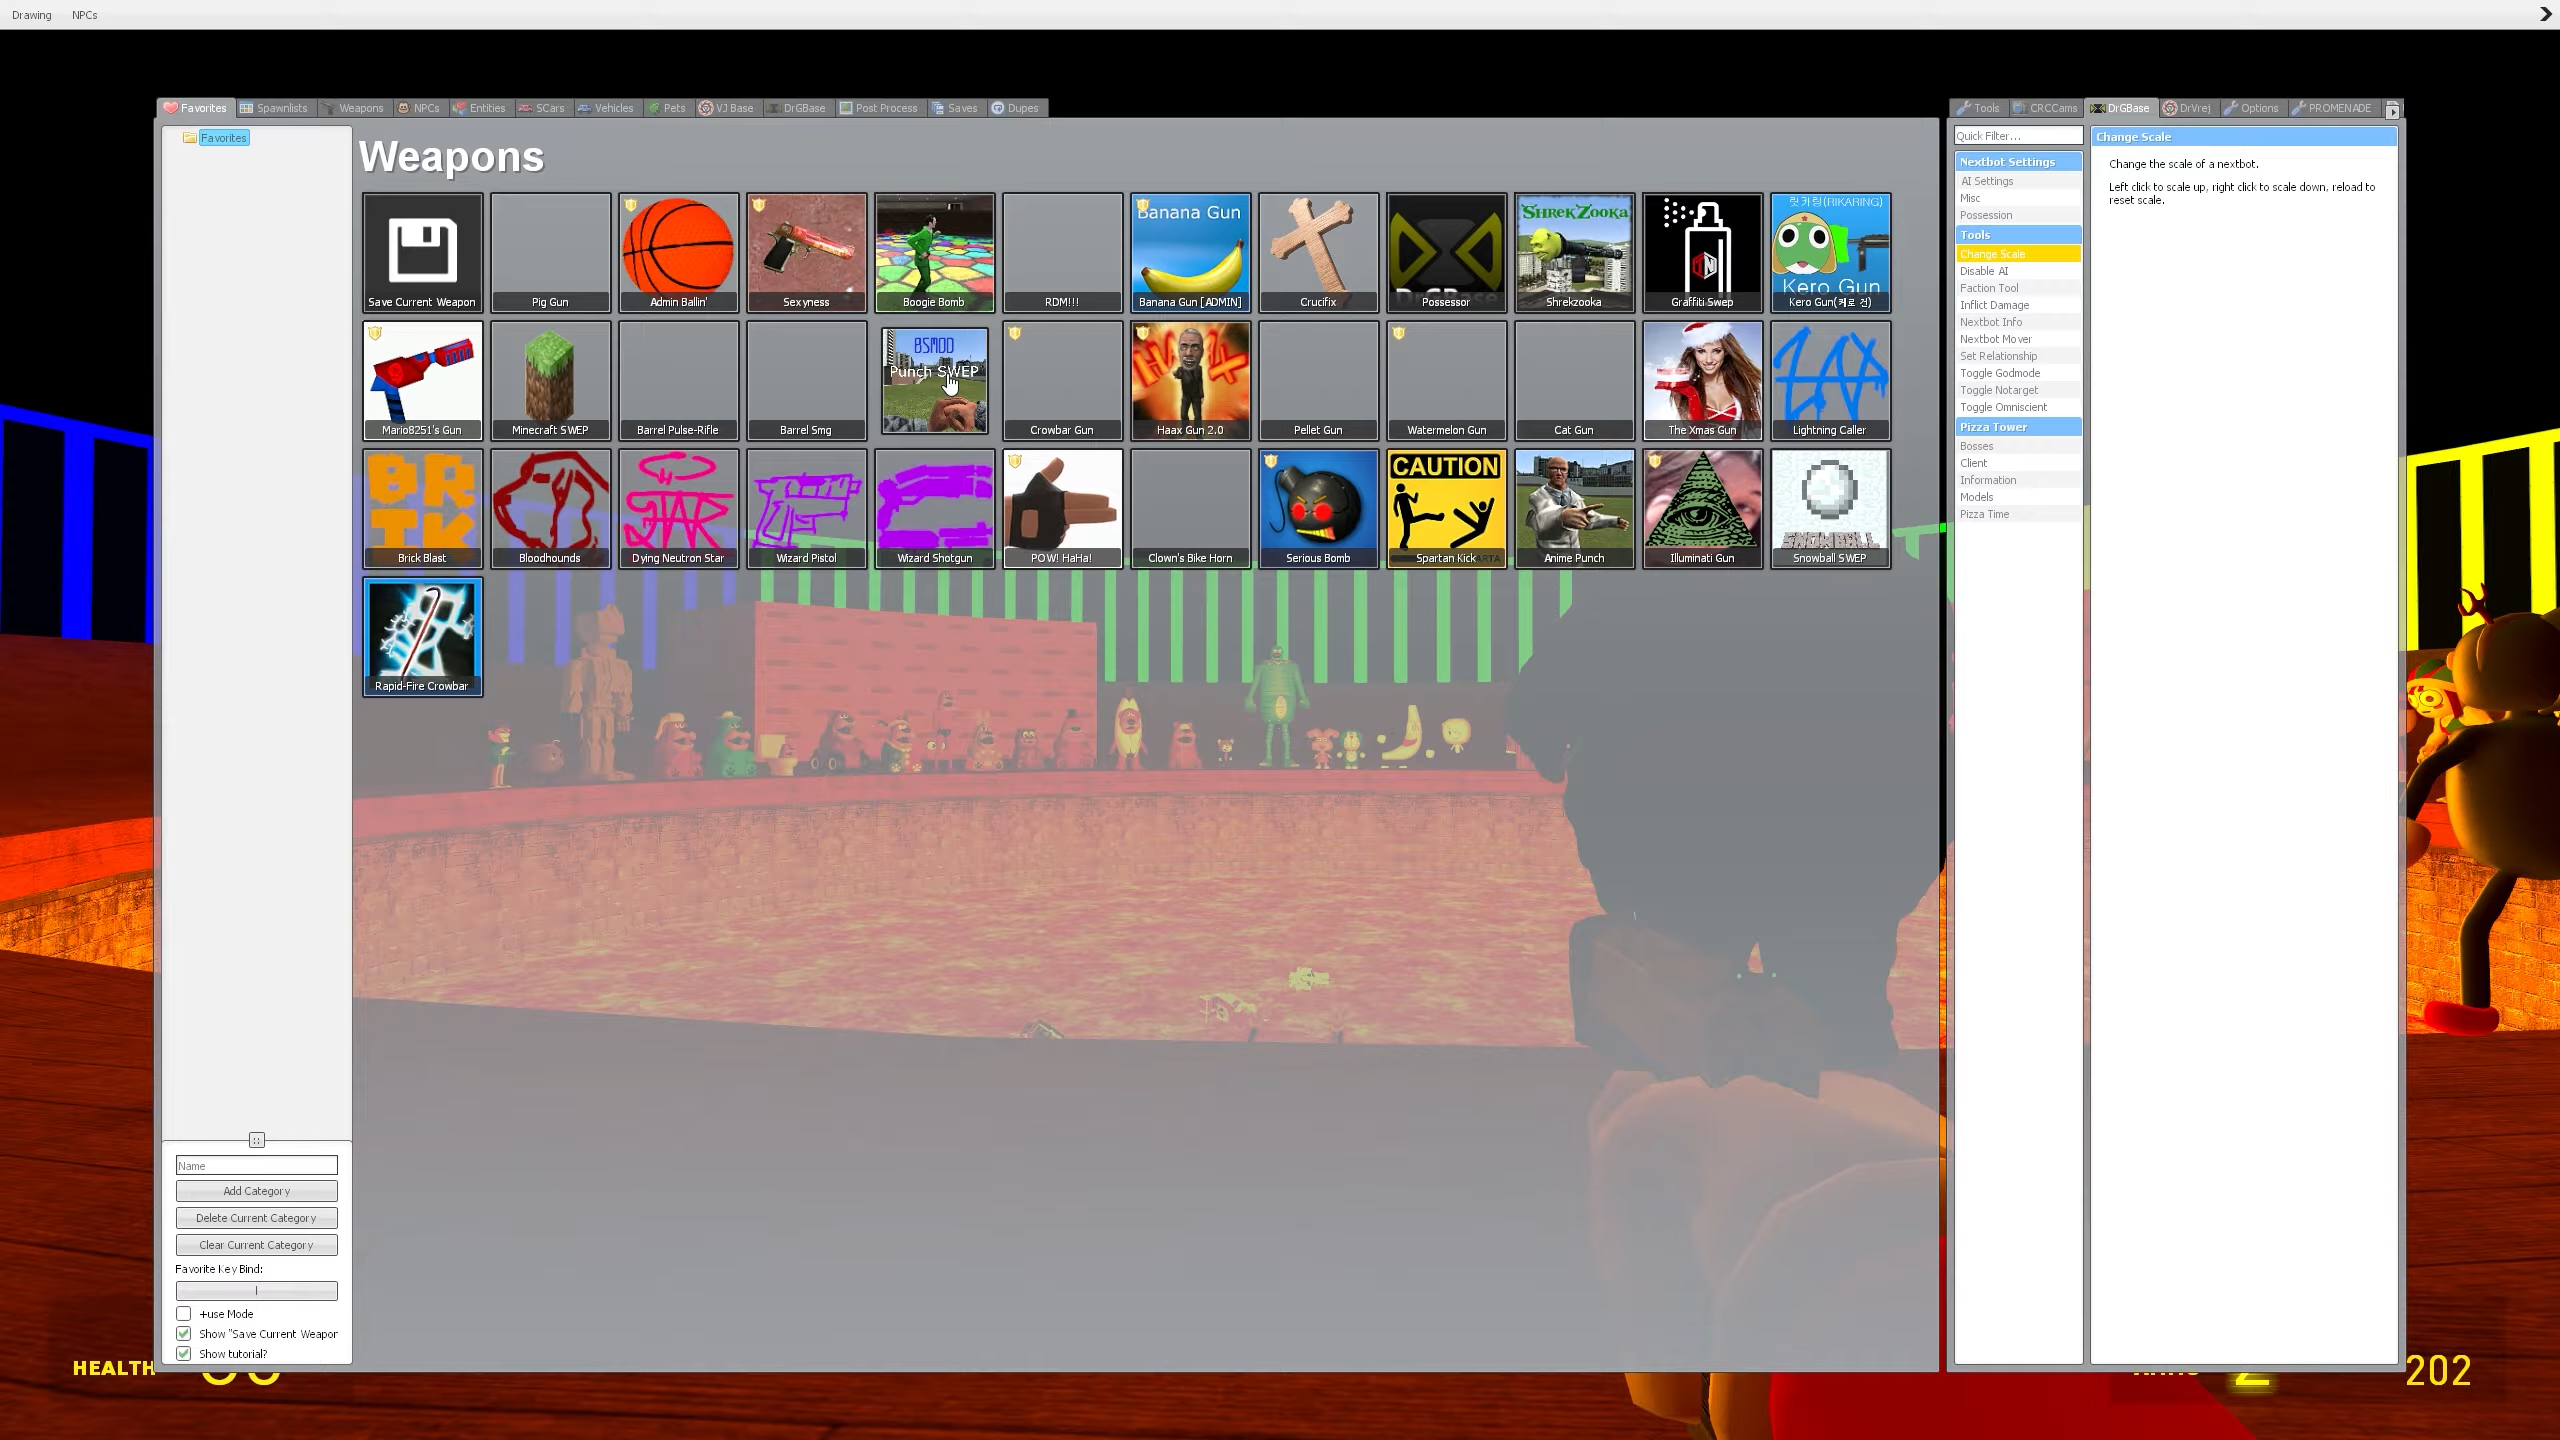 Drawing NPCs
Favorites Spawnlists Weapons NPCs Entities SCars Vehicles Pets VJ Base DrGBase Post Process Saves Dupes
Tools CRCCams DrGBase DrVrej Options PROMENADE
Favorites
Weapons
Save Current Weapon
Pig Gun
Admin Ballin'
Sexyness
Boogie Bomb
RDM!!!
Banana Gun
Banana Gun [ADMIN]
Crucifix
Possessor
SHREKZOOKA
Shrekzooka
Graffiti Swep
릿카링(RIKARING)
Kero Gun
Kero Gun(케로 건)
Mario8251's Gun
Minecraft SWEP
Barrel Pulse-Rifle
Barrel Smg
BSMOD
Punch SWEP
Crowbar Gun
Haax Gun 2.0
Pellet Gun
Watermelon Gun
Cat Gun
The Xmas Gun
Lightning Caller
Brick Blast
Bloodhounds
STAR
Dying Neutron Star
Wizard Pistol
Wizard Shotgun
POW! HaHa!
Clown's Bike Horn
Serious Bomb
CAUTION
Spartan Kick
Anime Punch
Illuminati Gun
SNOWBALL
Snowball SWEP
Rapid-Fire Crowbar
Name
Add Category
Delete Current Category
Clear Current Category
Favorite Key Bind:
+use Mode
Show "Save Current Weapon
Show tutorial?
HEALTH
202
Quick Filter...
Nextbot Settings
AI Settings
Misc
Possession
Tools
Change Scale
Disable AI
Faction Tool
Inflict Damage
Nextbot Info
Nextbot Mover
Set Relationship
Toggle Godmode
Toggle Notarget
Toggle Omniscient
Pizza Tower
Bosses
Client
Information
Models
Pizza Time
Change Scale
Change the scale of a nextbot.
Left click to scale up, right click to scale down, reload to
reset scale.